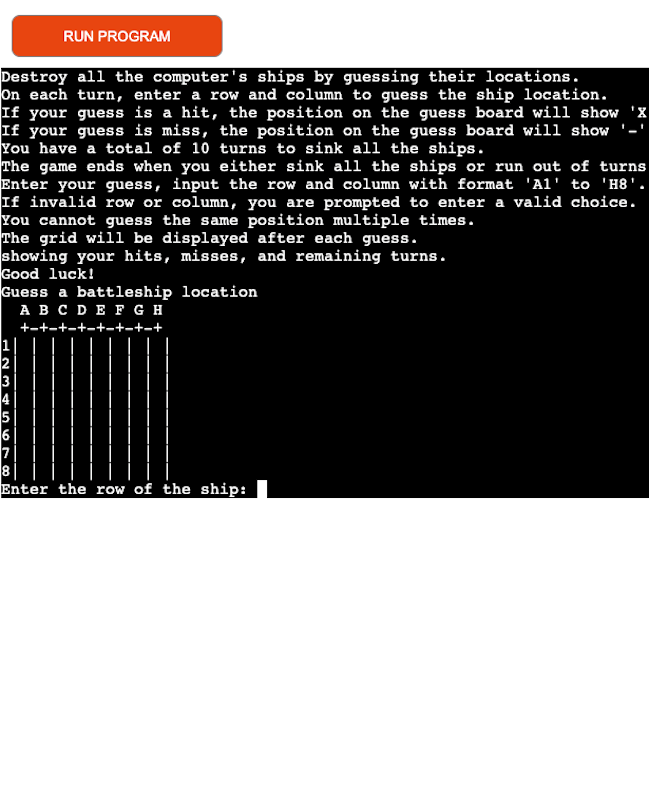 RUN PROGRAM
Destroy all the computer's ships by guessing their locations.
On each turn, enter a row and column to guess the ship location.
If your guess is a hit, the position on the guess board will show 'X
If your guess is miss, the position on the guess board will show '-'
You have a total of 10 turns to sink all the ships.
The game ends when you either sink all the ships or run out of turns
Enter your guess, input the row and column with format 'A1' to 'H8'.
If invalid row or column, you are prompted to enter a valid choice.
You cannot guess the same position multiple times.
The grid will be displayed after each guess.
showing your hits, misses, and remaining turns.
Good luck!
Guess a battleship location
  A B C D E F G H
  +-+-+-+-+-+-+-+
1| | | | | | | | |
2| | | | | | | | |
3| | | | | | | | |
4| | | | | | | | |
5| | | | | | | | |
6| | | | | | | | |
7| | | | | | | | |
8| | | | | | | | |
Enter the row of the ship: